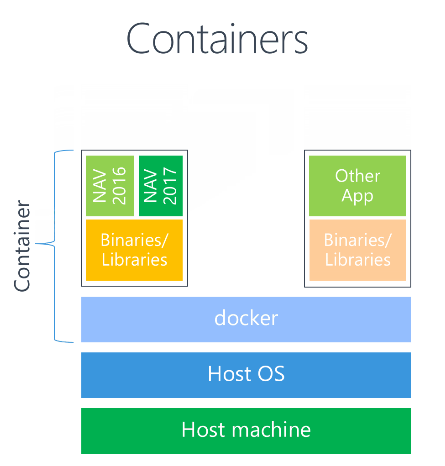 Containers
Container
NAV
2016
NAV
2017
Binaries/
Libraries
Other
App
Binaries/
Libraries
docker
Host OS
Host machine